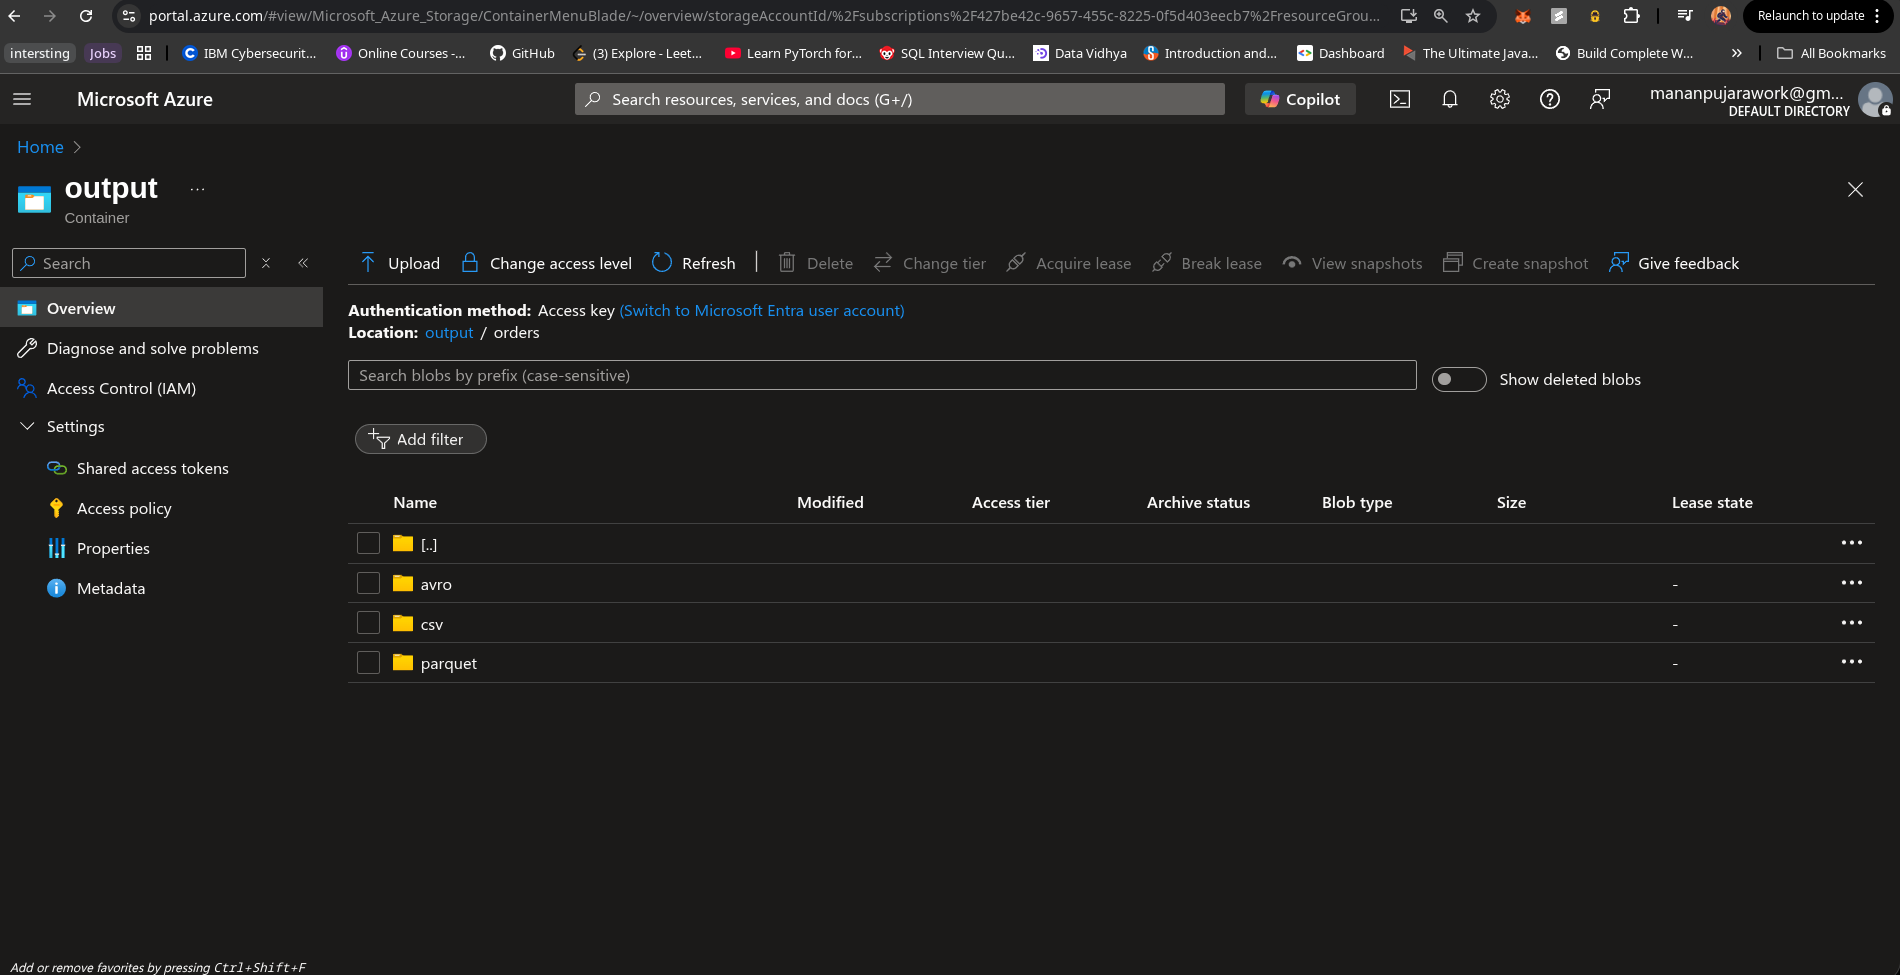 portal.azure.com/#view/Microsoft_Azure_Storage/ContainerMenuBlade/~/overview/storageAccountId/%2Fsubscriptions%2F427be42c-9657-455c-8225-0f5d403eecb7%2FresourceGrou...
Relaunch to update
intersting
Jobs
IBM Cybersecurit...
Online Courses -...
GitHub
(3) Explore - Leet...
Learn PyTorch for...
SQL Interview Qu...
Data Vidhya
Introduction and...
Dashboard
The Ultimate Java...
Build Complete W...
All Bookmarks
Microsoft Azure
Search resources, services, and docs (G+/)
Copilot
mananpujarawork@gm...
DEFAULT DIRECTORY
Home
output
Container
Search
Overview
Diagnose and solve problems
Access Control (IAM)
Settings
Shared access tokens
Access policy
Properties
Metadata
Upload
Change access level
Refresh
Delete
Change tier
Acquire lease
Break lease
View snapshots
Create snapshot
Give feedback
Authentication method: Access key (Switch to Microsoft Entra user account)
Location: output / orders
Search blobs by prefix (case-sensitive)
Show deleted blobs
Add filter
Name Modified Access tier Archive status Blob type Size Lease state
[..]
avro -
csv -
parquet -
Add or remove favorites by pressing Ctrl+Shift+F